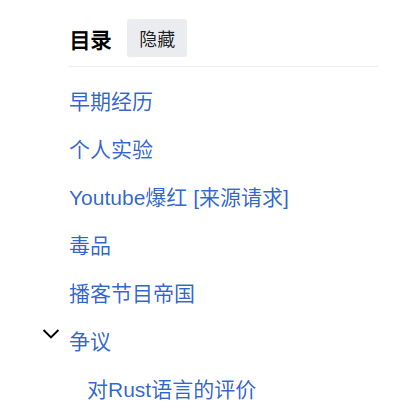 目录 隐藏
早期经历
个人实验
Youtube爆红 [来源请求]
毒品
播客节目帝国
争议
对Rust语言的评价